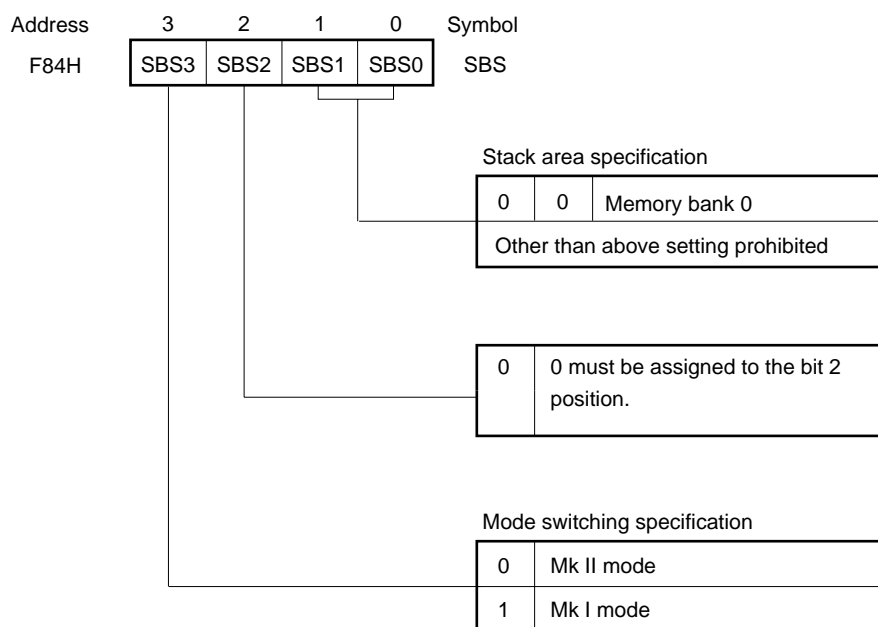 Address 3 2 1 0 Symbol
F84H SBS3 SBS2 SBS1 SBS0 SBS
Stack area specification
0 0 Memory bank 0
Other than above setting prohibited
0 0 must be assigned to the bit 2
position.
Mode switching specification
0 Mk II mode
1 Mk I mode